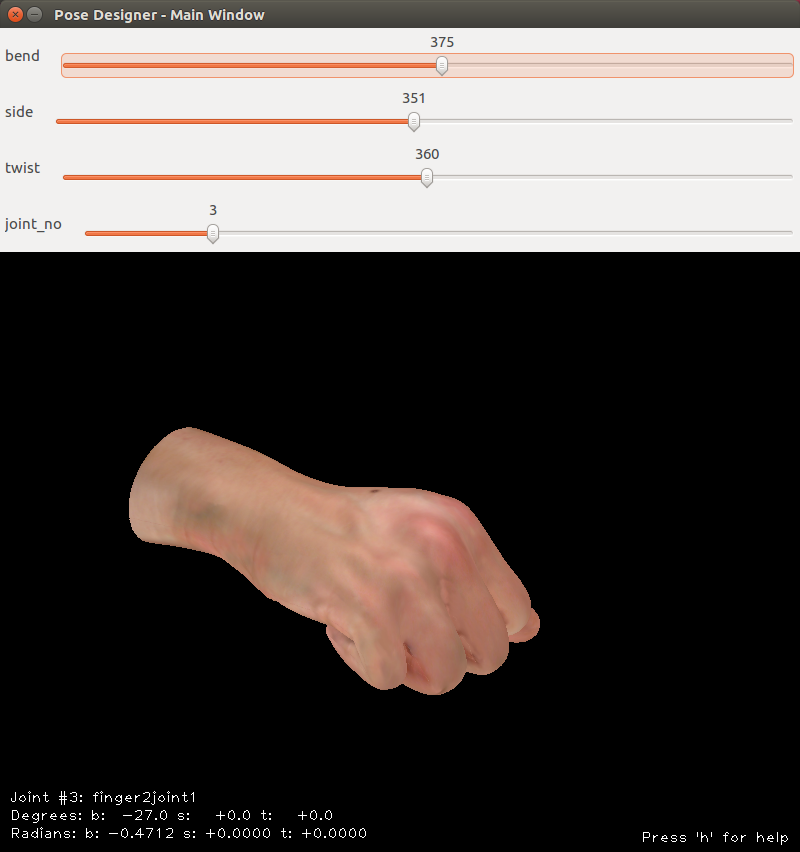 Pose Designer - Main Window
375
bend
351
side
360
twist
3
joint_no
Joint #3: finger2joint1
Degrees: b: −27.0 s: +0.0 t: +0.0
Radians: b: −0.4712 s: +0.0000 t: +0.0000
Press 'h' for help